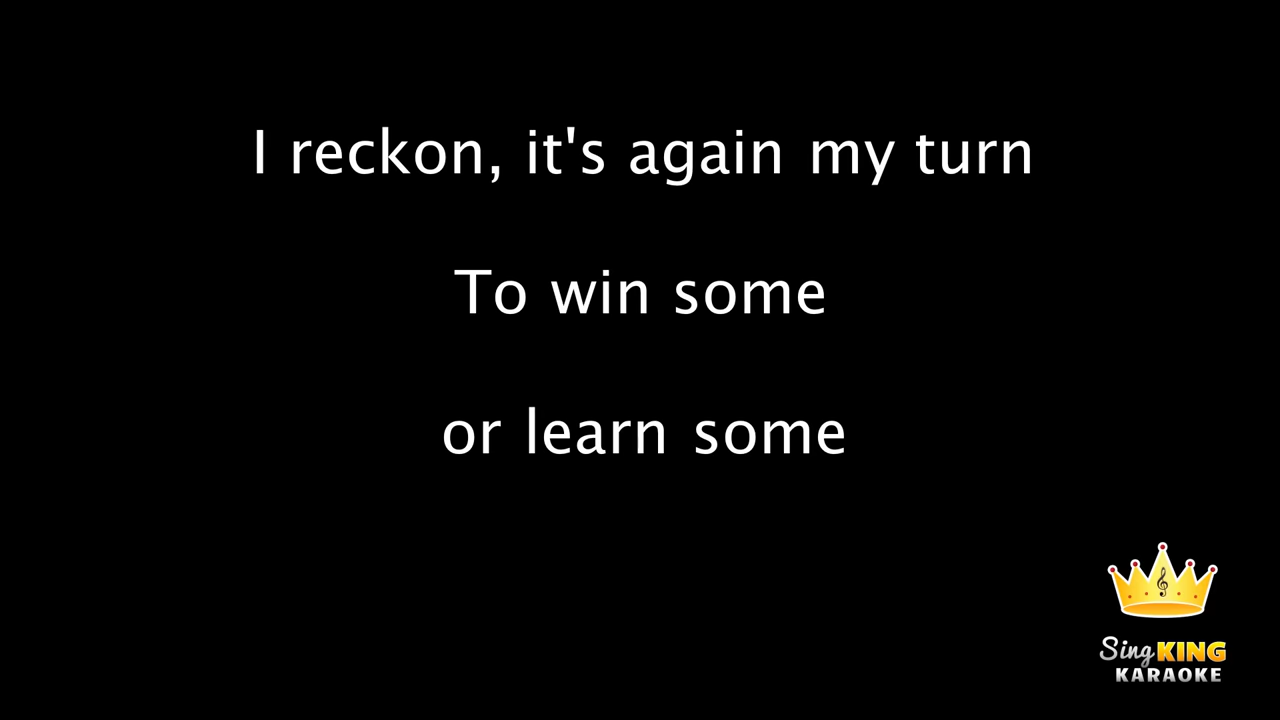 I reckon, it's again my turn
To win some
or learn some
Sing KING
KARAOKE